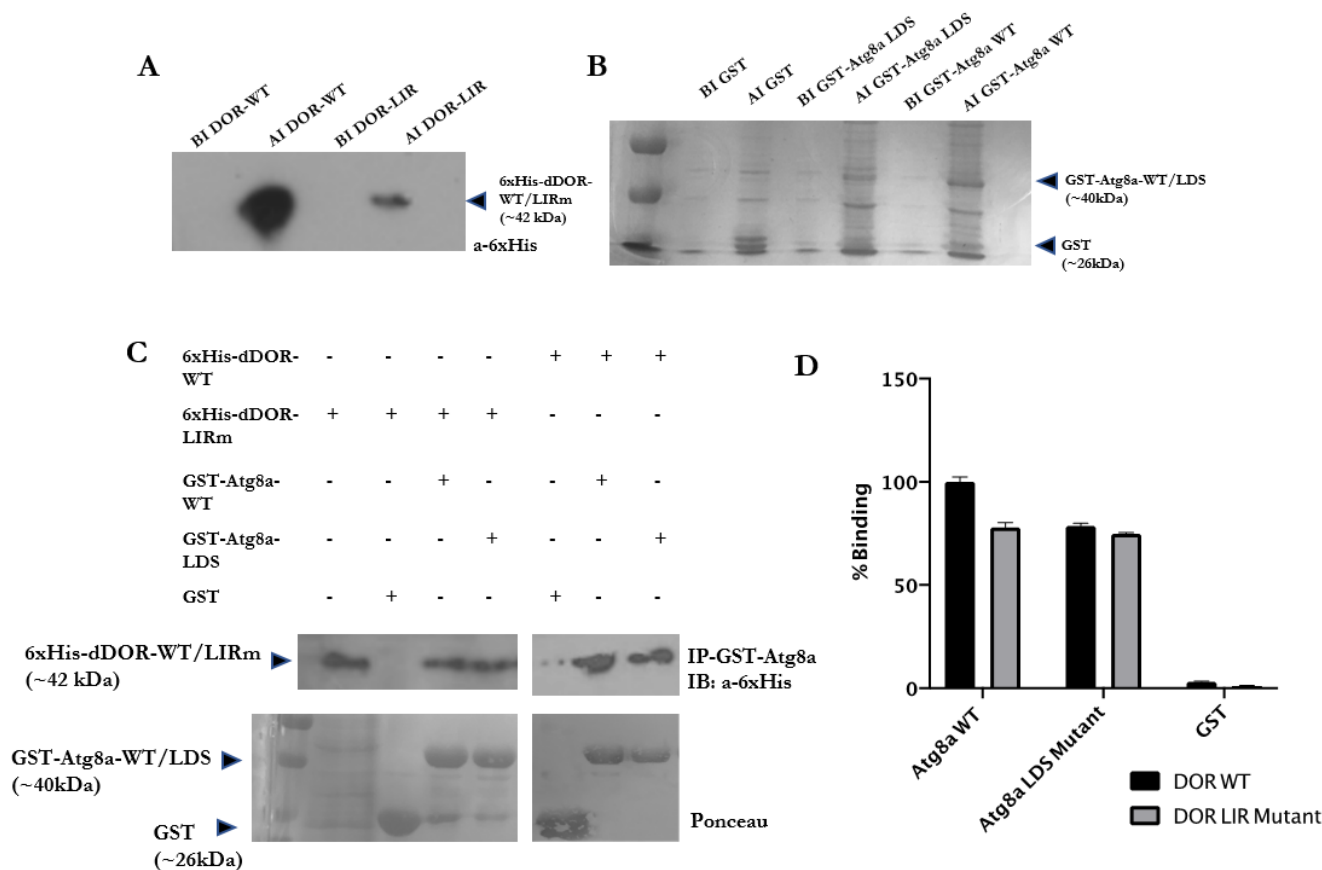 A
BI DOR-WT
AI DOR-WT
BI DOR-LIR
AI DOR-LIR
6xHis-dDOR-
WT/LIRm
(~42 kDa)
a-6xHis
B
BI GST
AI GST
BI GST-Atg8a LDS
AI GST-Atg8a LDS
BI GST-Atg8a WT
AI GST-Atg8a WT
GST-Atg8a-WT/LDS
(~40kDa)
GST
(~26kDa)
C
6xHis-dDOR-
WT
- - - - + + +
6xHis-dDOR-
LIRm
+ + + + - - -
GST-Atg8a-
WT
- - + - - + -
GST-Atg8a-
LDS
- - - + - - +
GST
- + - - + - -
6xHis-dDOR-WT/LIRm
(~42 kDa)
IP-GST-Atg8a
IB: a-6xHis
GST-Atg8a-WT/LDS
(~40kDa)
GST
(~26kDa)
Ponceau
D
150
100
50
0
% Binding
Atg8a WT
Atg8a LDS Mutant
GST
DOR WT
DOR LIR Mutant